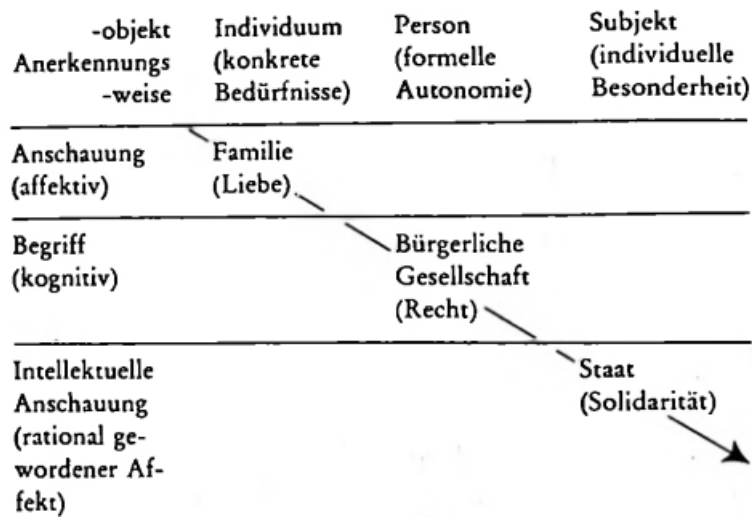 -objekt Individuum Person Subjekt
Anerkennungs (konkrete (formelle (individuelle
-weise Bedürfnisse) Autonomie) Besonderheit)
Anschauung Familie
(affektiv) (Liebe)
Begriff Bürgerliche
(kognitiv) Gesellschaft
(Recht)
Intellektuelle Staat
Anschauung (Solidarität)
(rational ge-
wordener Af-
fekt)